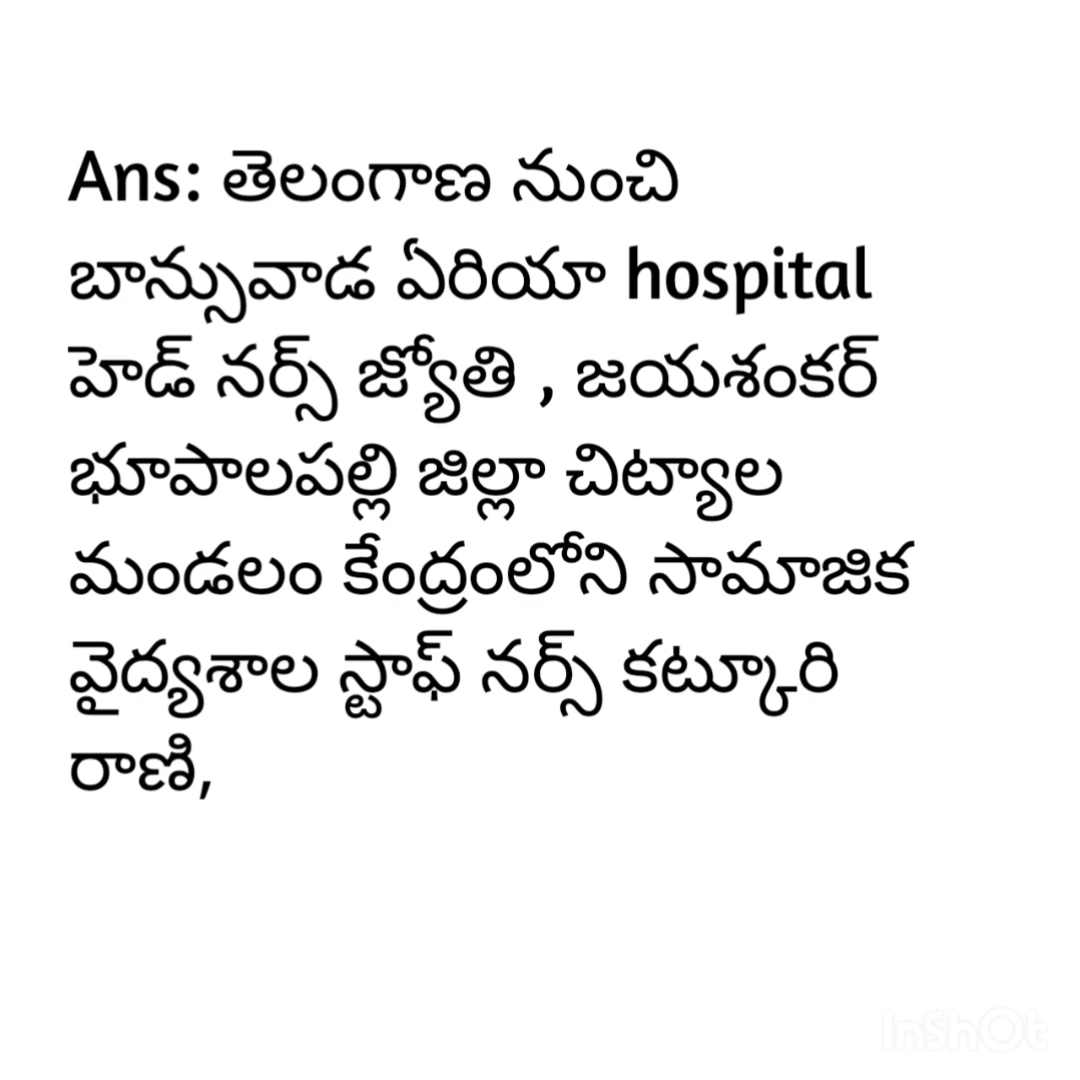 Ans: తెలంగాణ నుంచి
బాన్సువాడ ఏరియా hospital
హెడ్ నర్స్ జ్యోతి , జయశంకర్
భూపాలపల్లి జిల్లా చిట్యాల
మండలం కేంద్రంలోని సామాజిక
వైద్యశాల స్టాఫ్ నర్స్ కట్కూరి
రాణి,
InShOt